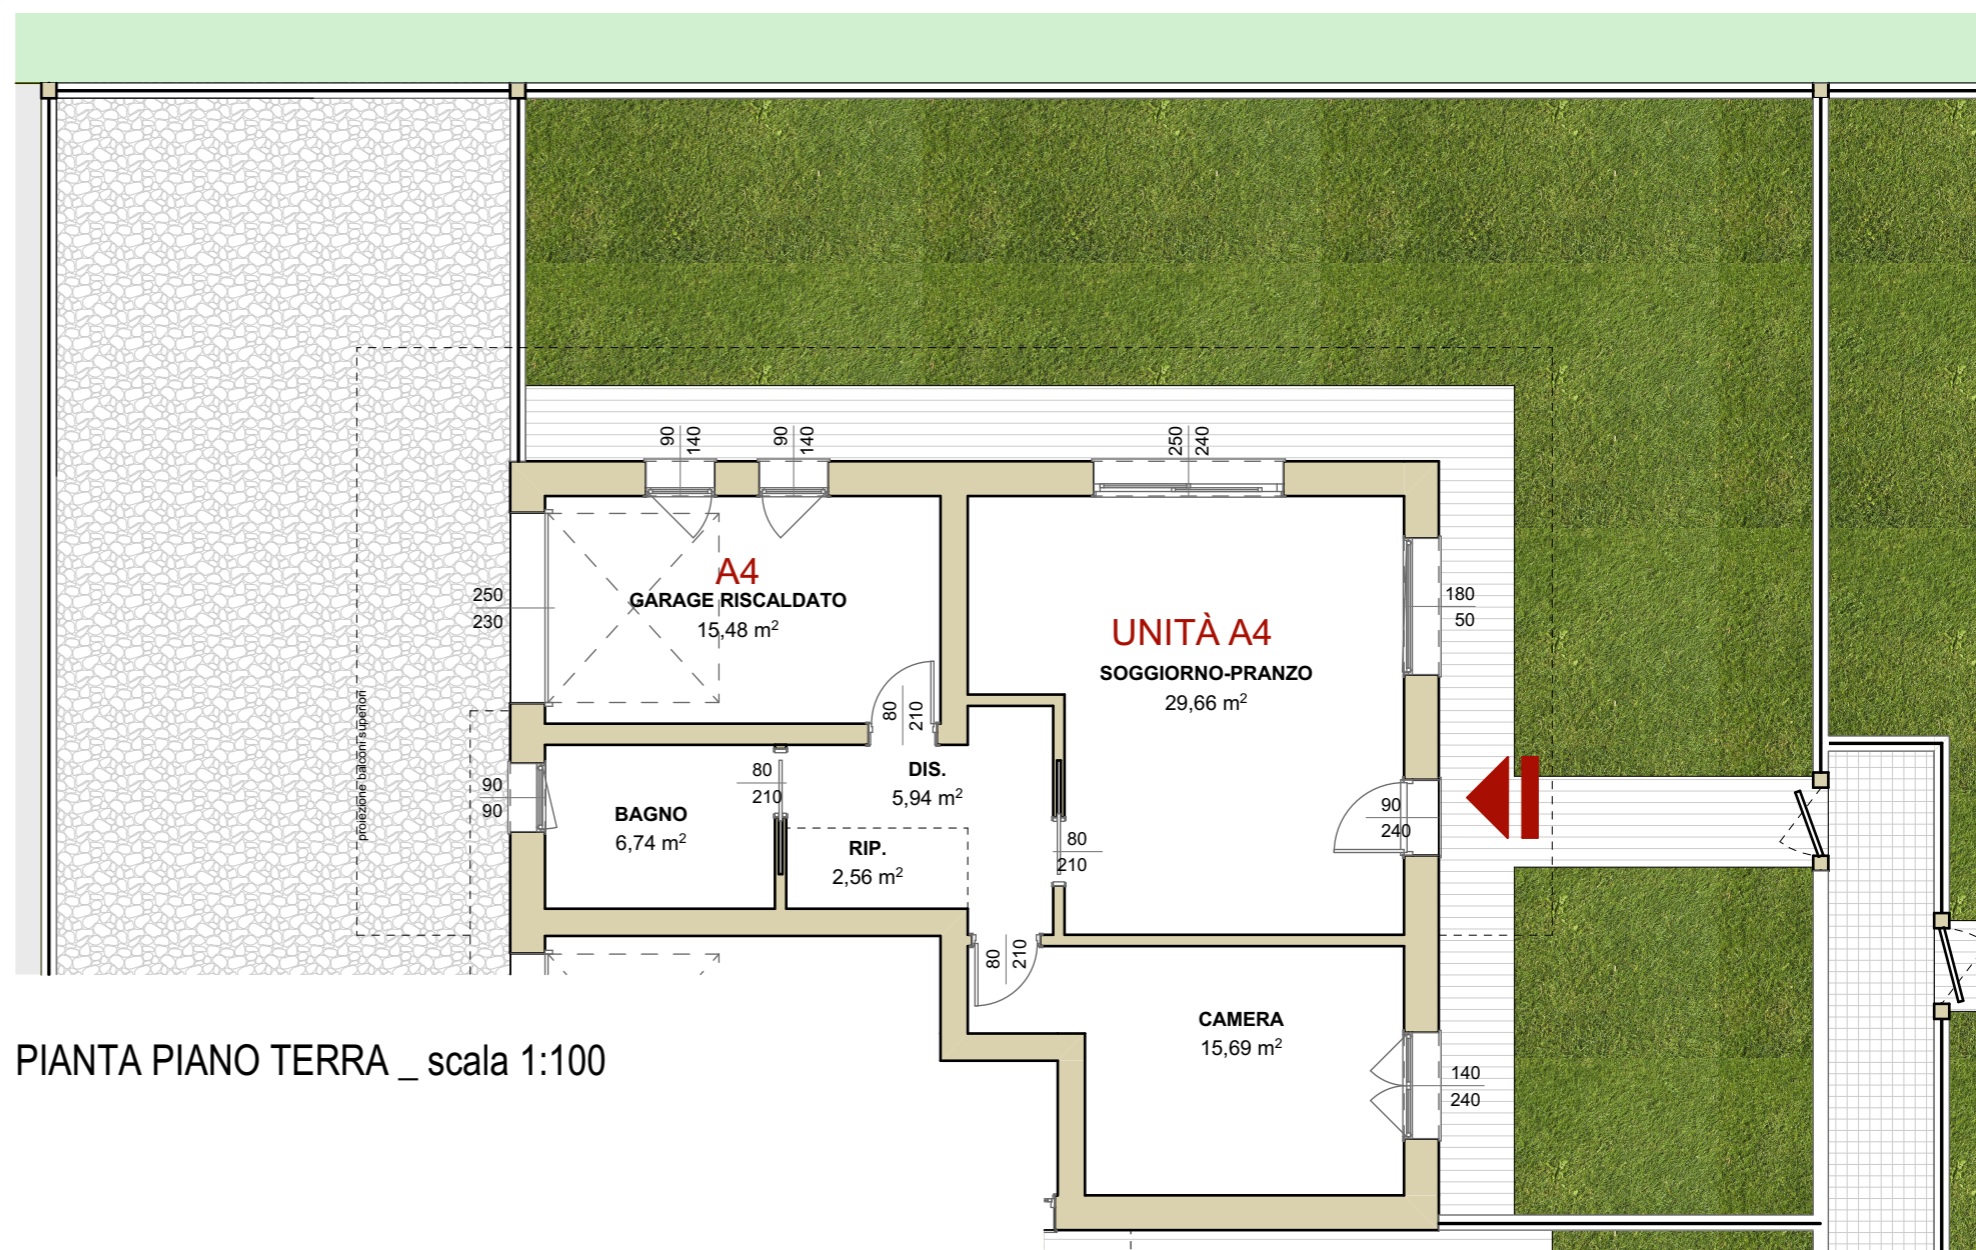 90
140
90
140
250
240
A4
GARAGE RISCALDATO
15,48 m²
250
230
180
50
UNITÀ A4
SOGGIORNO-PRANZO
29,66 m²
proiezione balconi superiori
80
210
DIS.
5,94 m²
80
210
90
90
BAGNO
6,74 m²
RIP.
2,56 m²
80
210
90
240
80
210
CAMERA
15,69 m²
140
240
PIANTA PIANO TERRA _ scala 1:100